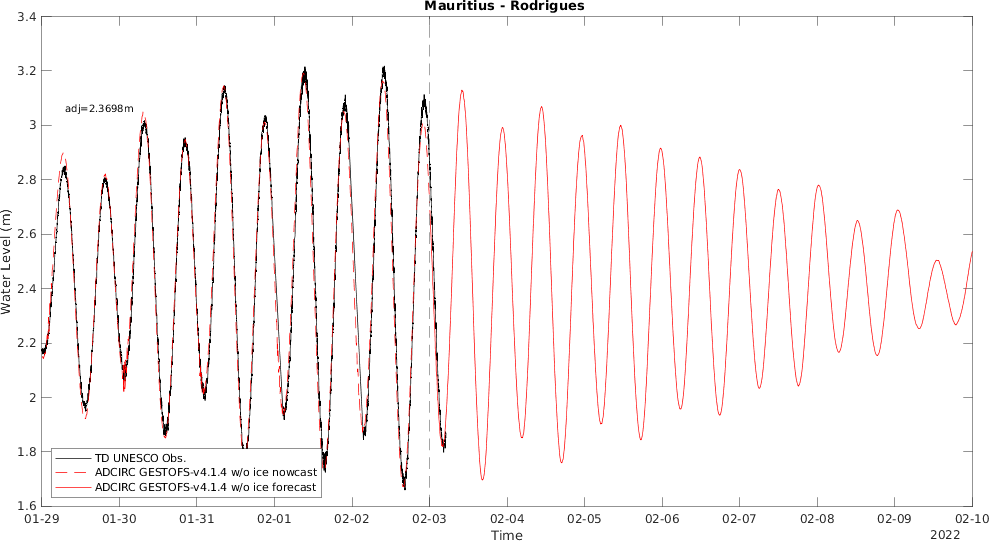 Mauritius - Rodrigues
3.4
3.2
3
2.8
2.6
2.4
2.2
2
1.8
1.6
Water Level (m)
adj=2.3698m
TD UNESCO Obs.
ADCIRC GESTOFS-v4.1.4 w/o ice nowcast
ADCIRC GESTOFS-v4.1.4 w/o ice forecast
01-29 01-30 01-31 02-01 02-02 02-03 02-04 02-05 02-06 02-07 02-08 02-09 02-10
Time
2022